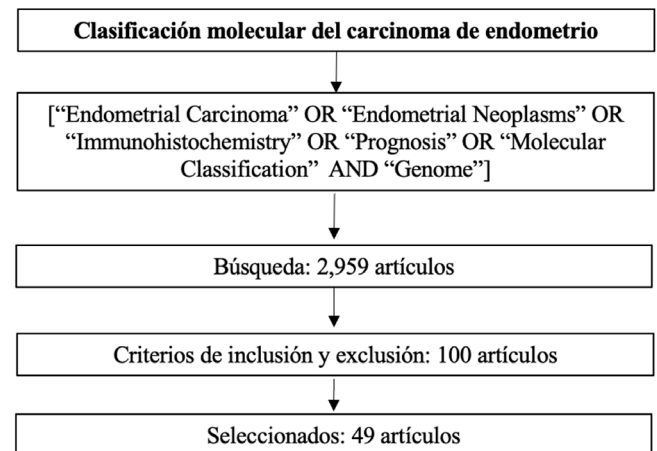 Clasificación molecular del carcinoma de endometrio
[“Endometrial Carcinoma” OR “Endometrial Neoplasms” OR
“Immunohistochemistry” OR “Prognosis” OR “Molecular
Classification” AND “Genome”]
Búsqueda: 2,959 artículos
Criterios de inclusión y exclusión: 100 artículos
Seleccionados: 49 artículos